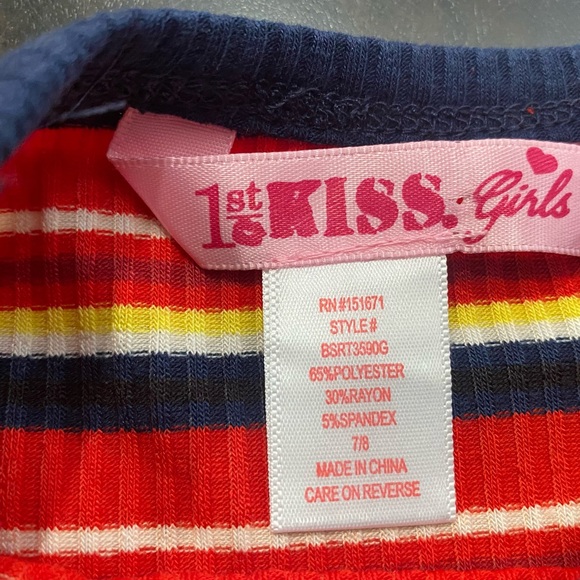 1st KISS. Girls
RN #151671
STYLE #
BSRT3590G
65%POLYESTER
30%RAYON
5%SPANDEX
7/8
MADE IN CHINA
CARE ON REVERSE